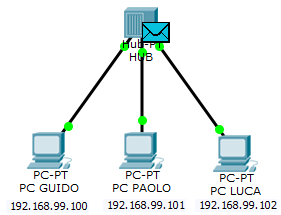 Hub-PT
HUB
PC-PT
PC GUIDO
192.168.99.100
PC-PT
PC PAOLO
192.168.99.101
PC-PT
PC LUCA
192.168.99.102